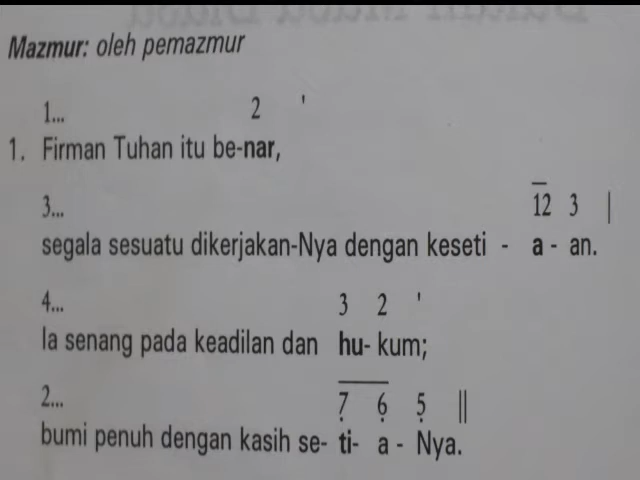 Mazmur: oleh pemazmur
1... 2 '
1. Firman Tuhan itu be-nar,
3... 12 3 |
segala sesuatu dikerjakan-Nya dengan keseti - a - an.
4... 3 2 '
Ia senang pada keadilan dan hu- kum;
2... 7̣ 6̣ 5̣ ||
bumi penuh dengan kasih se- ti- a - Nya.